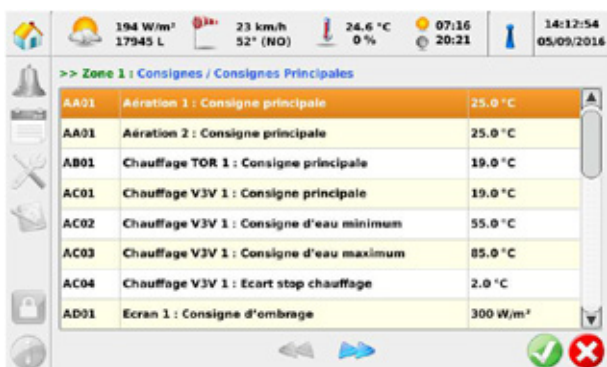 194 W/m²
17945 L
23 km/h
52° (NO)
24.6 °C
0 %
07:16
20:21
14:12:54
05/09/2016
>> Zone 1 : Consignes / Consignes Principales
AA01 Aération 1 : Consigne principale 25.0 °C
AA01 Aération 2 : Consigne principale 25.0 °C
AB01 Chauffage TOR 1 : Consigne principale 19.0 °C
AC01 Chauffage V3V 1 : Consigne principale 19.0 °C
AC02 Chauffage V3V 1 : Consigne d'eau minimum 55.0 °C
AC03 Chauffage V3V 1 : Consigne d'eau maximum 85.0 °C
AC04 Chauffage V3V 1 : Ecart stop chauffage 2.0 °C
AD01 Ecran 1 : Consigne d'ombrage 300 W/m²